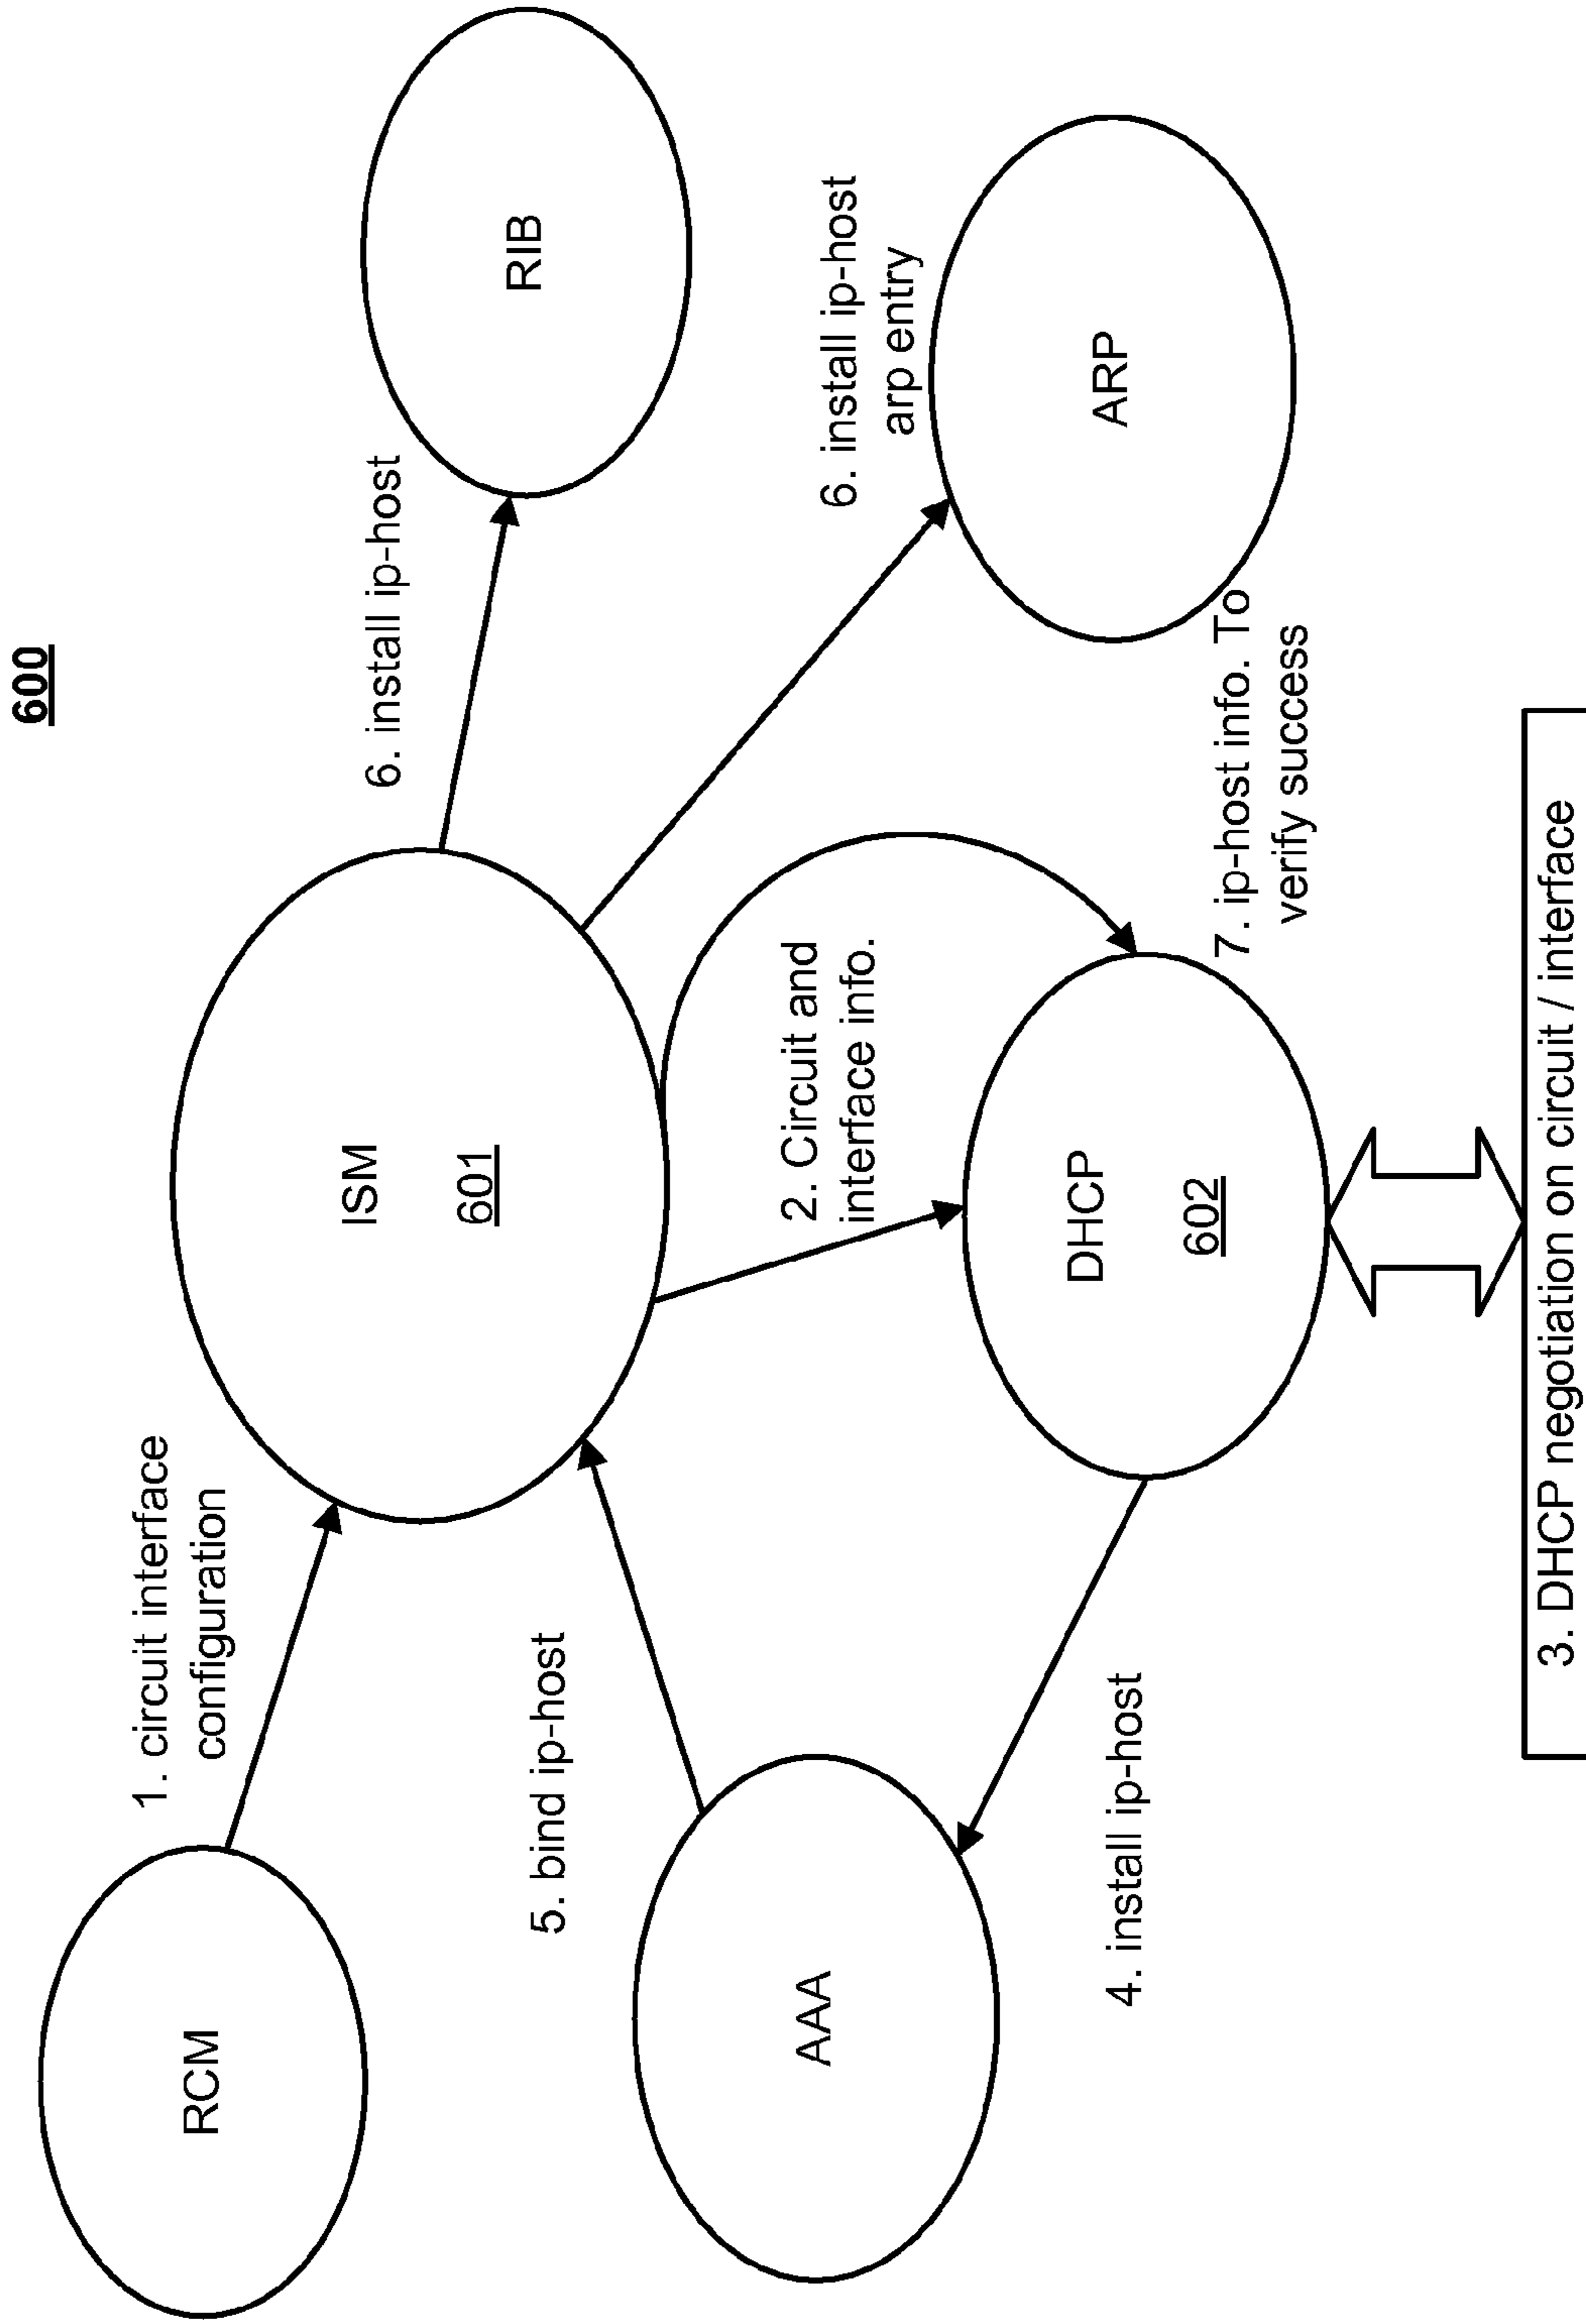 600
RCM
1. circuit interface
configuration
ISM
601
6. install ip-host
RIB
5. bind ip-host
2. Circuit and
interface info.
6. install ip-host
arp entry
AAA
4. install ip-host
DHCP
602
7. ip-host info. To
verify success
ARP
3. DHCP negotiation on circuit / interface